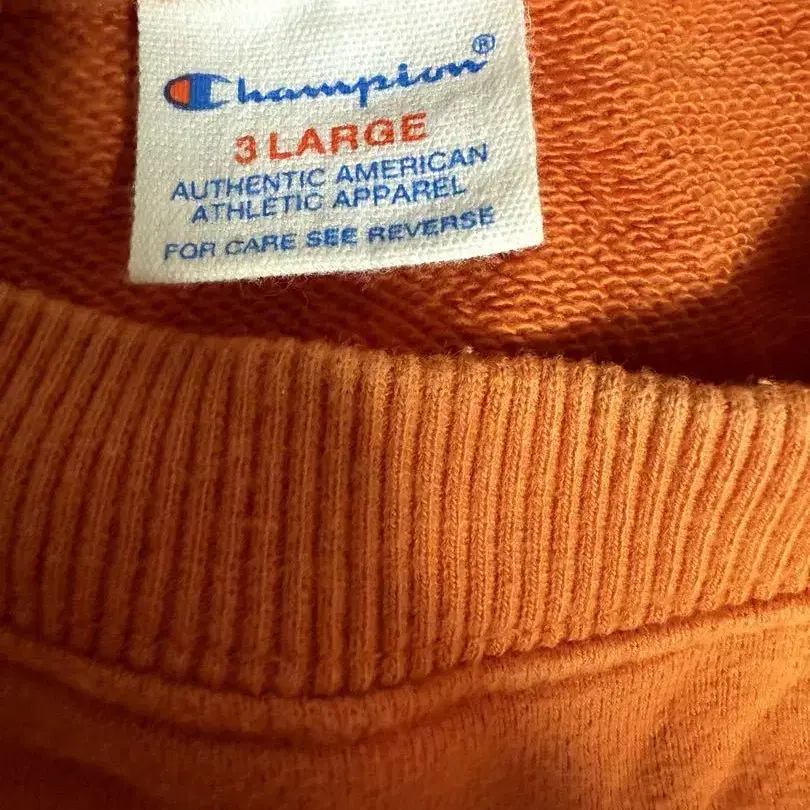 Champion®
3 LARGE
AUTHENTIC AMERICAN
ATHLETIC APPAREL
FOR CARE SEE REVERSE